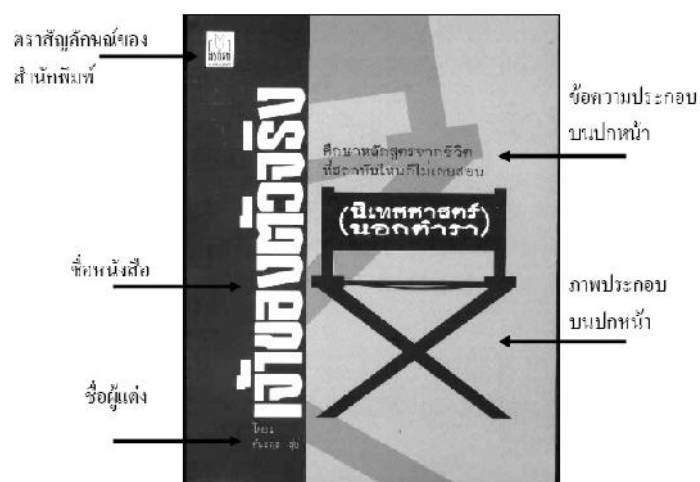 ตราสัญลักษณ์ของ
สำนักพิมพ์
ข้อความประกอบ
บนปกหน้า
ศึกษาหลักสูตรจากชีวิต
ที่สถาบันไหนก็ไม่เคยสอบ
(นิเทศศาสตร์)
(นอกตำรา)
เจ้าของตัวจริง
ชื่อหนังสือ
ภาพประกอบ
บนปกหน้า
ชื่อผู้แต่ง
โดย